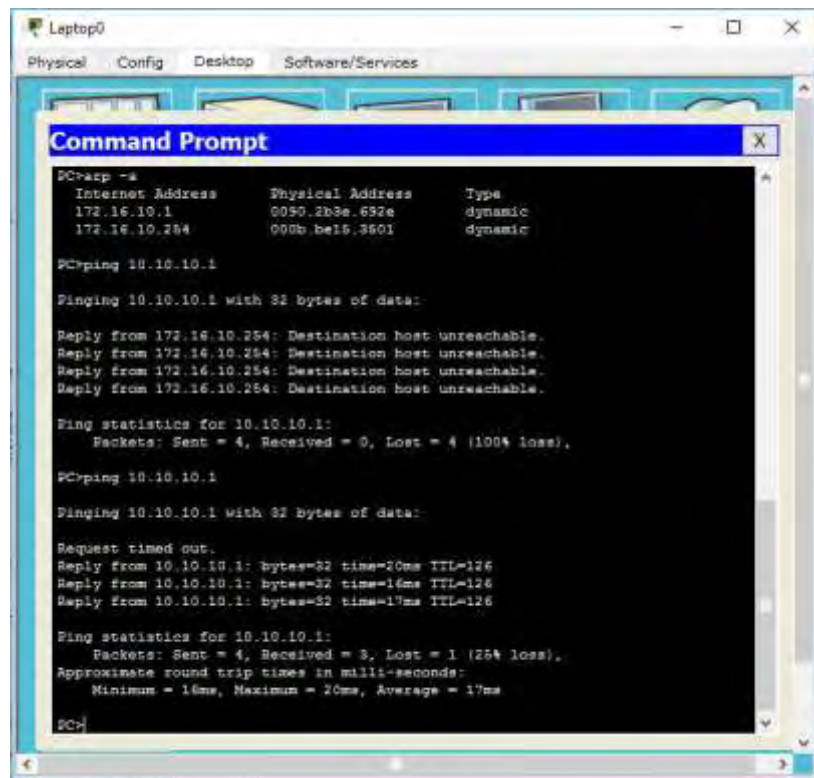 Laptop0
Physical Config Desktop Software/Services
Command Prompt X
PC>arp -a
Internet Address Physical Address Type
172.16.10.1 0090.2b3e.692e dynamic
172.16.10.254 000b.be15.3501 dynamic
PC>ping 10.10.10.1
Pinging 10.10.10.1 with 32 bytes of data:
Reply from 172.16.10.254: Destination host unreachable.
Reply from 172.16.10.254: Destination host unreachable.
Reply from 172.16.10.254: Destination host unreachable.
Reply from 172.16.10.254: Destination host unreachable.
Ping statistics for 10.10.10.1:
Packets: Sent = 4, Received = 0, Lost = 4 (100% loss),
PC>ping 10.10.10.1
Pinging 10.10.10.1 with 32 bytes of data:
Request timed out.
Reply from 10.10.10.1: bytes=32 time=20ms TTL=126
Reply from 10.10.10.1: bytes=32 time=16ms TTL=126
Reply from 10.10.10.1: bytes=32 time=17ms TTL=126
Ping statistics for 10.10.10.1:
Packets: Sent = 4, Received = 3, Lost = 1 (25% loss),
Approximate round trip times in milli-seconds:
Minimum = 16ms, Maximum = 20ms, Average = 17ms
PC>